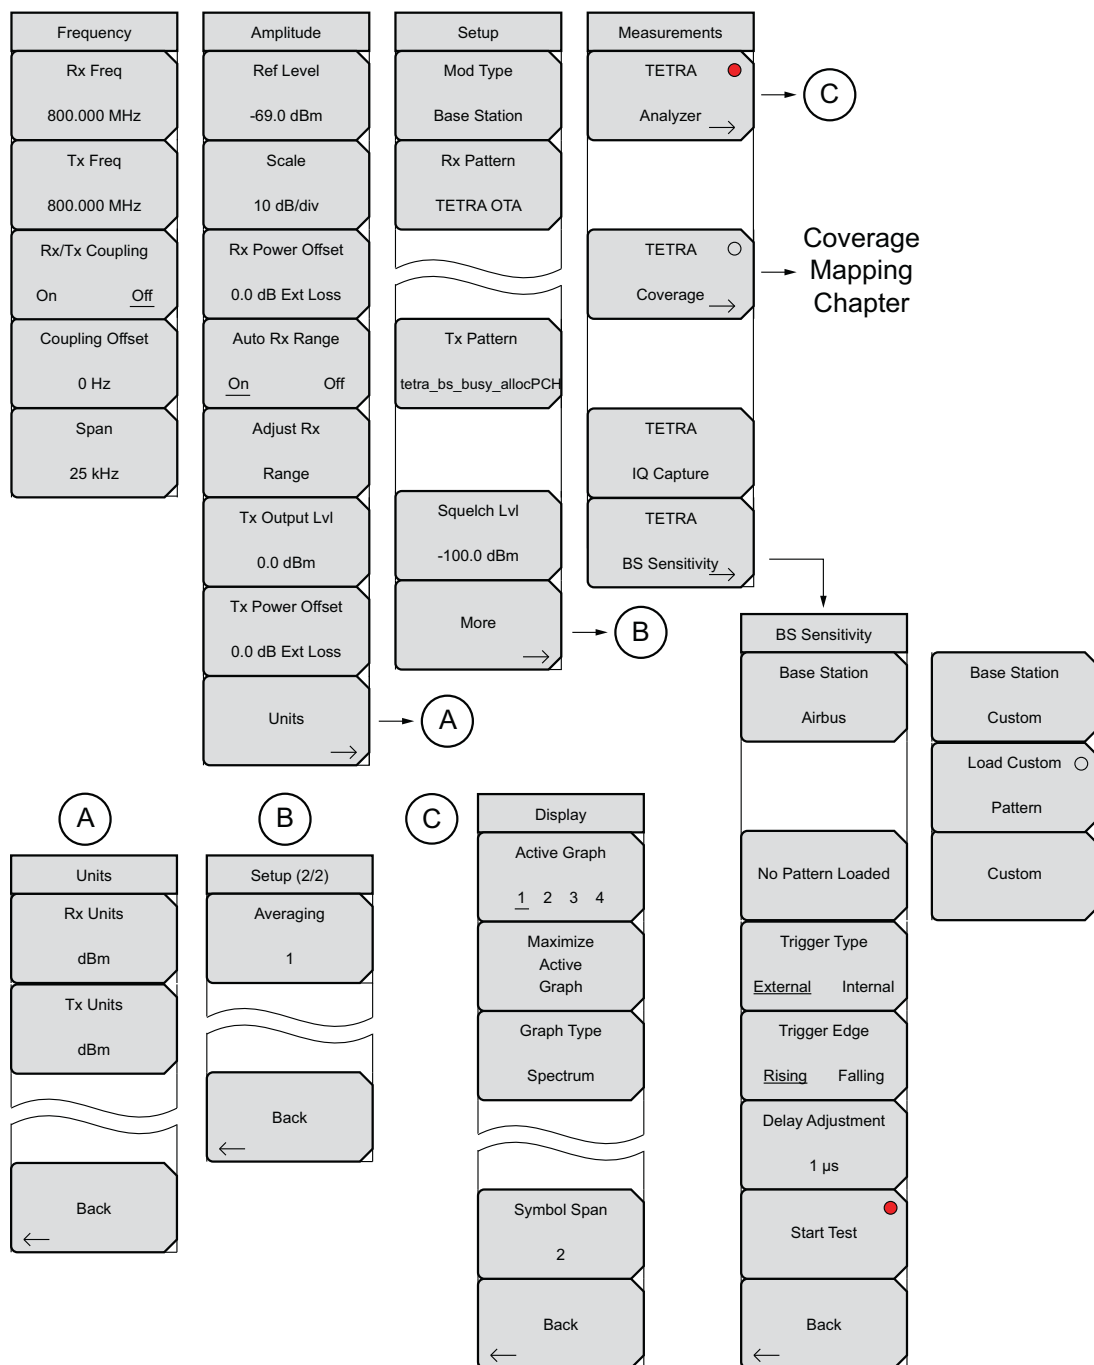 Frequency
Rx Freq
800.000 MHz
Tx Freq
800.000 MHz
Rx/Tx Coupling
On Off
Coupling Offset
0 Hz
Span
25 kHz
Amplitude
Ref Level
-69.0 dBm
Scale
10 dB/div
Rx Power Offset
0.0 dB Ext Loss
Auto Rx Range
On Off
Adjust Rx
Range
Tx Output Lvl
0.0 dBm
Tx Power Offset
0.0 dB Ext Loss
Units
A
Setup
Mod Type
Base Station
Rx Pattern
TETRA OTA
Tx Pattern
tetra_bs_busy_allocPCH
Squelch Lvl
-100.0 dBm
More
B
Measurements
TETRA
Analyzer
C
TETRA
Coverage
Coverage
Mapping
Chapter
TETRA
IQ Capture
TETRA
BS Sensitivity
BS Sensitivity
Base Station
Airbus
No Pattern Loaded
Trigger Type
External Internal
Trigger Edge
Rising Falling
Delay Adjustment
1 µs
Start Test
Back
Base Station
Custom
Load Custom
Pattern
Custom
A
Units
Rx Units
dBm
Tx Units
dBm
Back
B
Setup (2/2)
Averaging
1
Back
C
Display
Active Graph
1 2 3 4
Maximize
Active
Graph
Graph Type
Spectrum
Symbol Span
2
Back